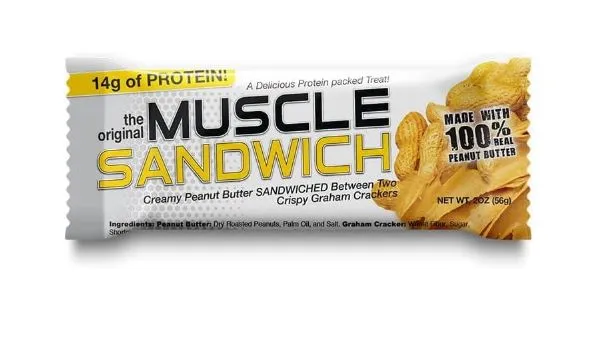 14g of PROTEIN!
A Delicious Protein packed Treat!
the
original
MUSCLE
SANDWICH
MADE WITH
100% REAL
PEANUT BUTTER
Creamy Peanut Butter SANDWICHED Between Two
Crispy Graham Crackers
NET WT. 2OZ (56g)
Ingredients: Peanut Butter: Dry Roasted Peanuts, Palm Oil, and Salt. Graham Cracker: Sugar,